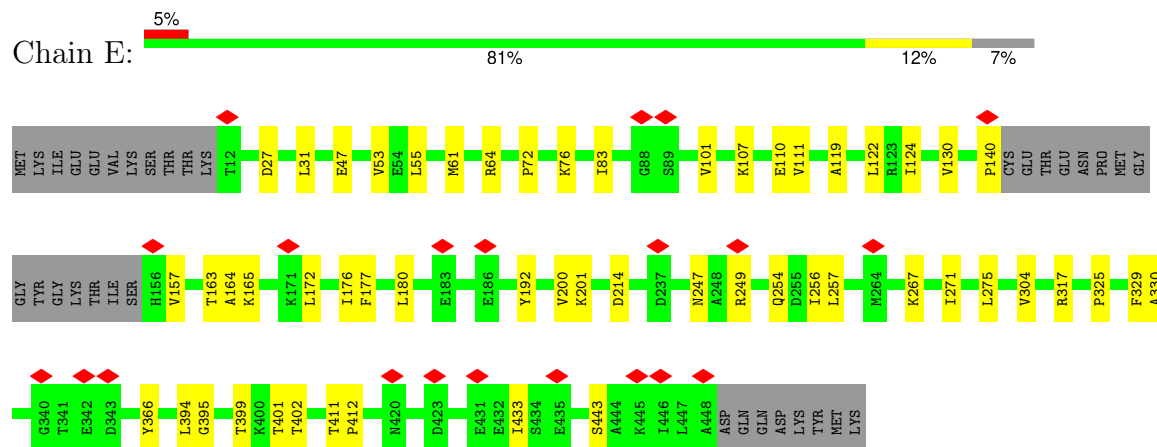 5%
Chain E:
81% 12% 7%
MET LYS ILE GLU GLU VAL LYS SER THR THR LYS T12 D27 L31 E47 V53 E54 L55 M61 R64 P72 K76 I83 G88 S89 V101 K107 E110 V111 A119 L122 R123 I124 V130 P140 CYS GLU THR GLU ASN PRO MET GLY
GLY TYR GLY LYS THR ILE SER H156 V157 T163 A164 K165 K171 L172 I176 F177 L180 E183 E186 Y192 V200 K201 D214 D237 N247 A248 R249 Q254 D255 I256 L257 M264 K267 I271 L275 V304 R317 P325 F329 A330
G340 T341 E342 D343 Y366 L394 G395 T399 K400 T401 T402 T411 P412 N420 D423 E431 E432 I433 S434 E435 S443 A444 K445 I446 L447 A448 ASP GLN GLN ASP LYS TYR MET LYS